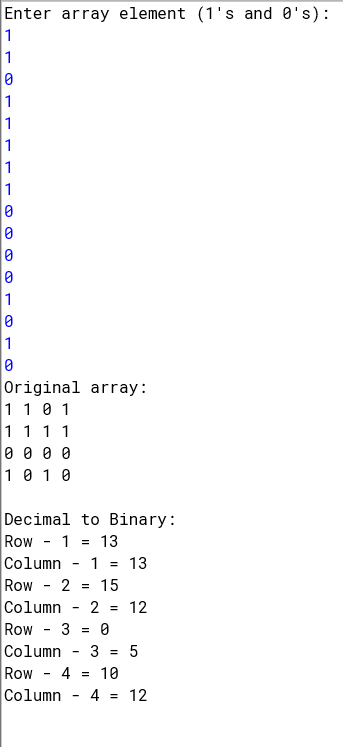 Enter array element (1's and 0's):
1
1
0
1
1
1
1
1
0
0
0
0
1
0
1
0
Original array:
1 1 0 1
1 1 1 1
0 0 0 0
1 0 1 0
Decimal to Binary:
Row - 1 = 13
Column - 1 = 13
Row - 2 = 15
Column - 2 = 12
Row - 3 = 0
Column - 3 = 5
Row - 4 = 10
Column - 4 = 12